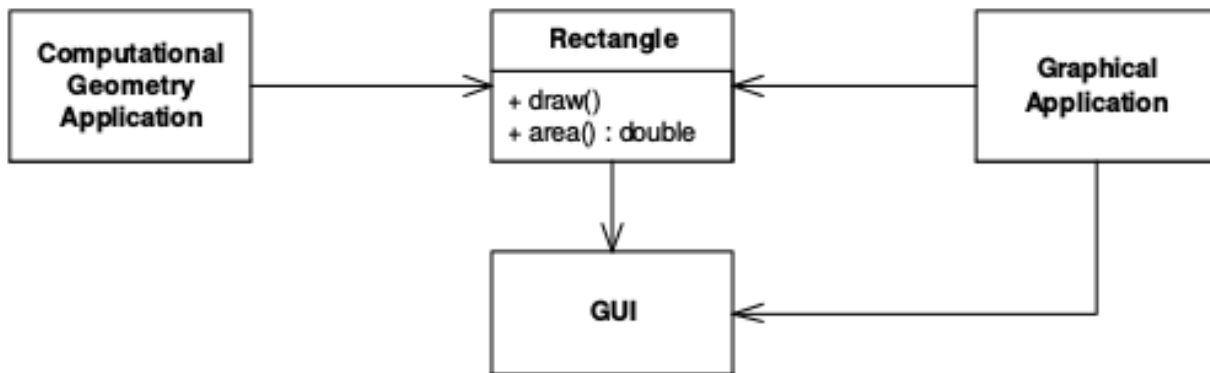 Computational
Geometry
Application
Rectangle
+ draw()
+ area() : double
Graphical
Application
GUI